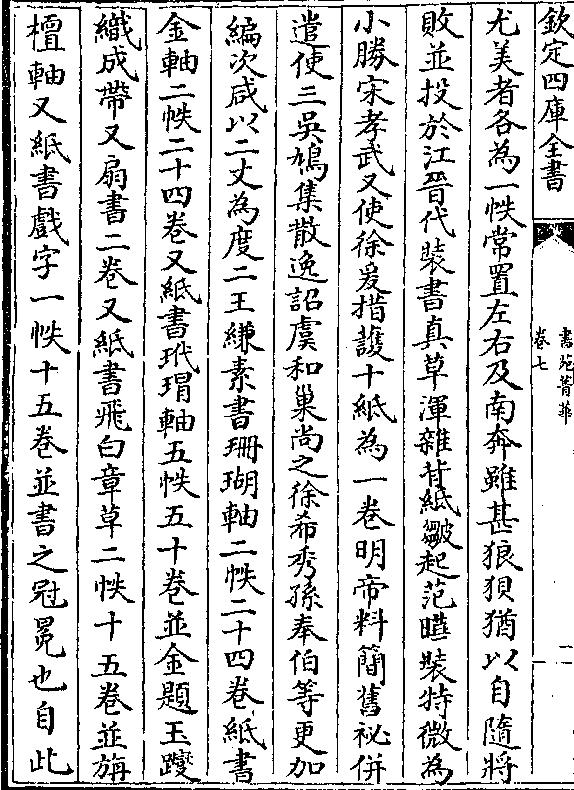 欽定四庫全書
書苑菁華
卷七
二
尤美者各為一帙常置左右及南奔雖甚狼狽猶以自隨將
敗並投於江晉代裝書真草渾雜背紙皺起范曄裝特微為
小勝宋孝武又使徐爰措護十紙為一卷明帝科簡舊祕併
遣使三吳鳩集散逸詔虞和巢尚之徐希秀孫奉伯等更加
編次咸以二丈為度二王縑素書珊瑚軸二帙二十四卷紙書
金軸二帙二十四卷又紙書玳瑁軸五帙五十卷並金題玉躞
織成帶又扇書二卷又紙書飛白章草二帙十五卷並旃
檀軸又紙書戲字一帙十五卷並書之冠冕也自此